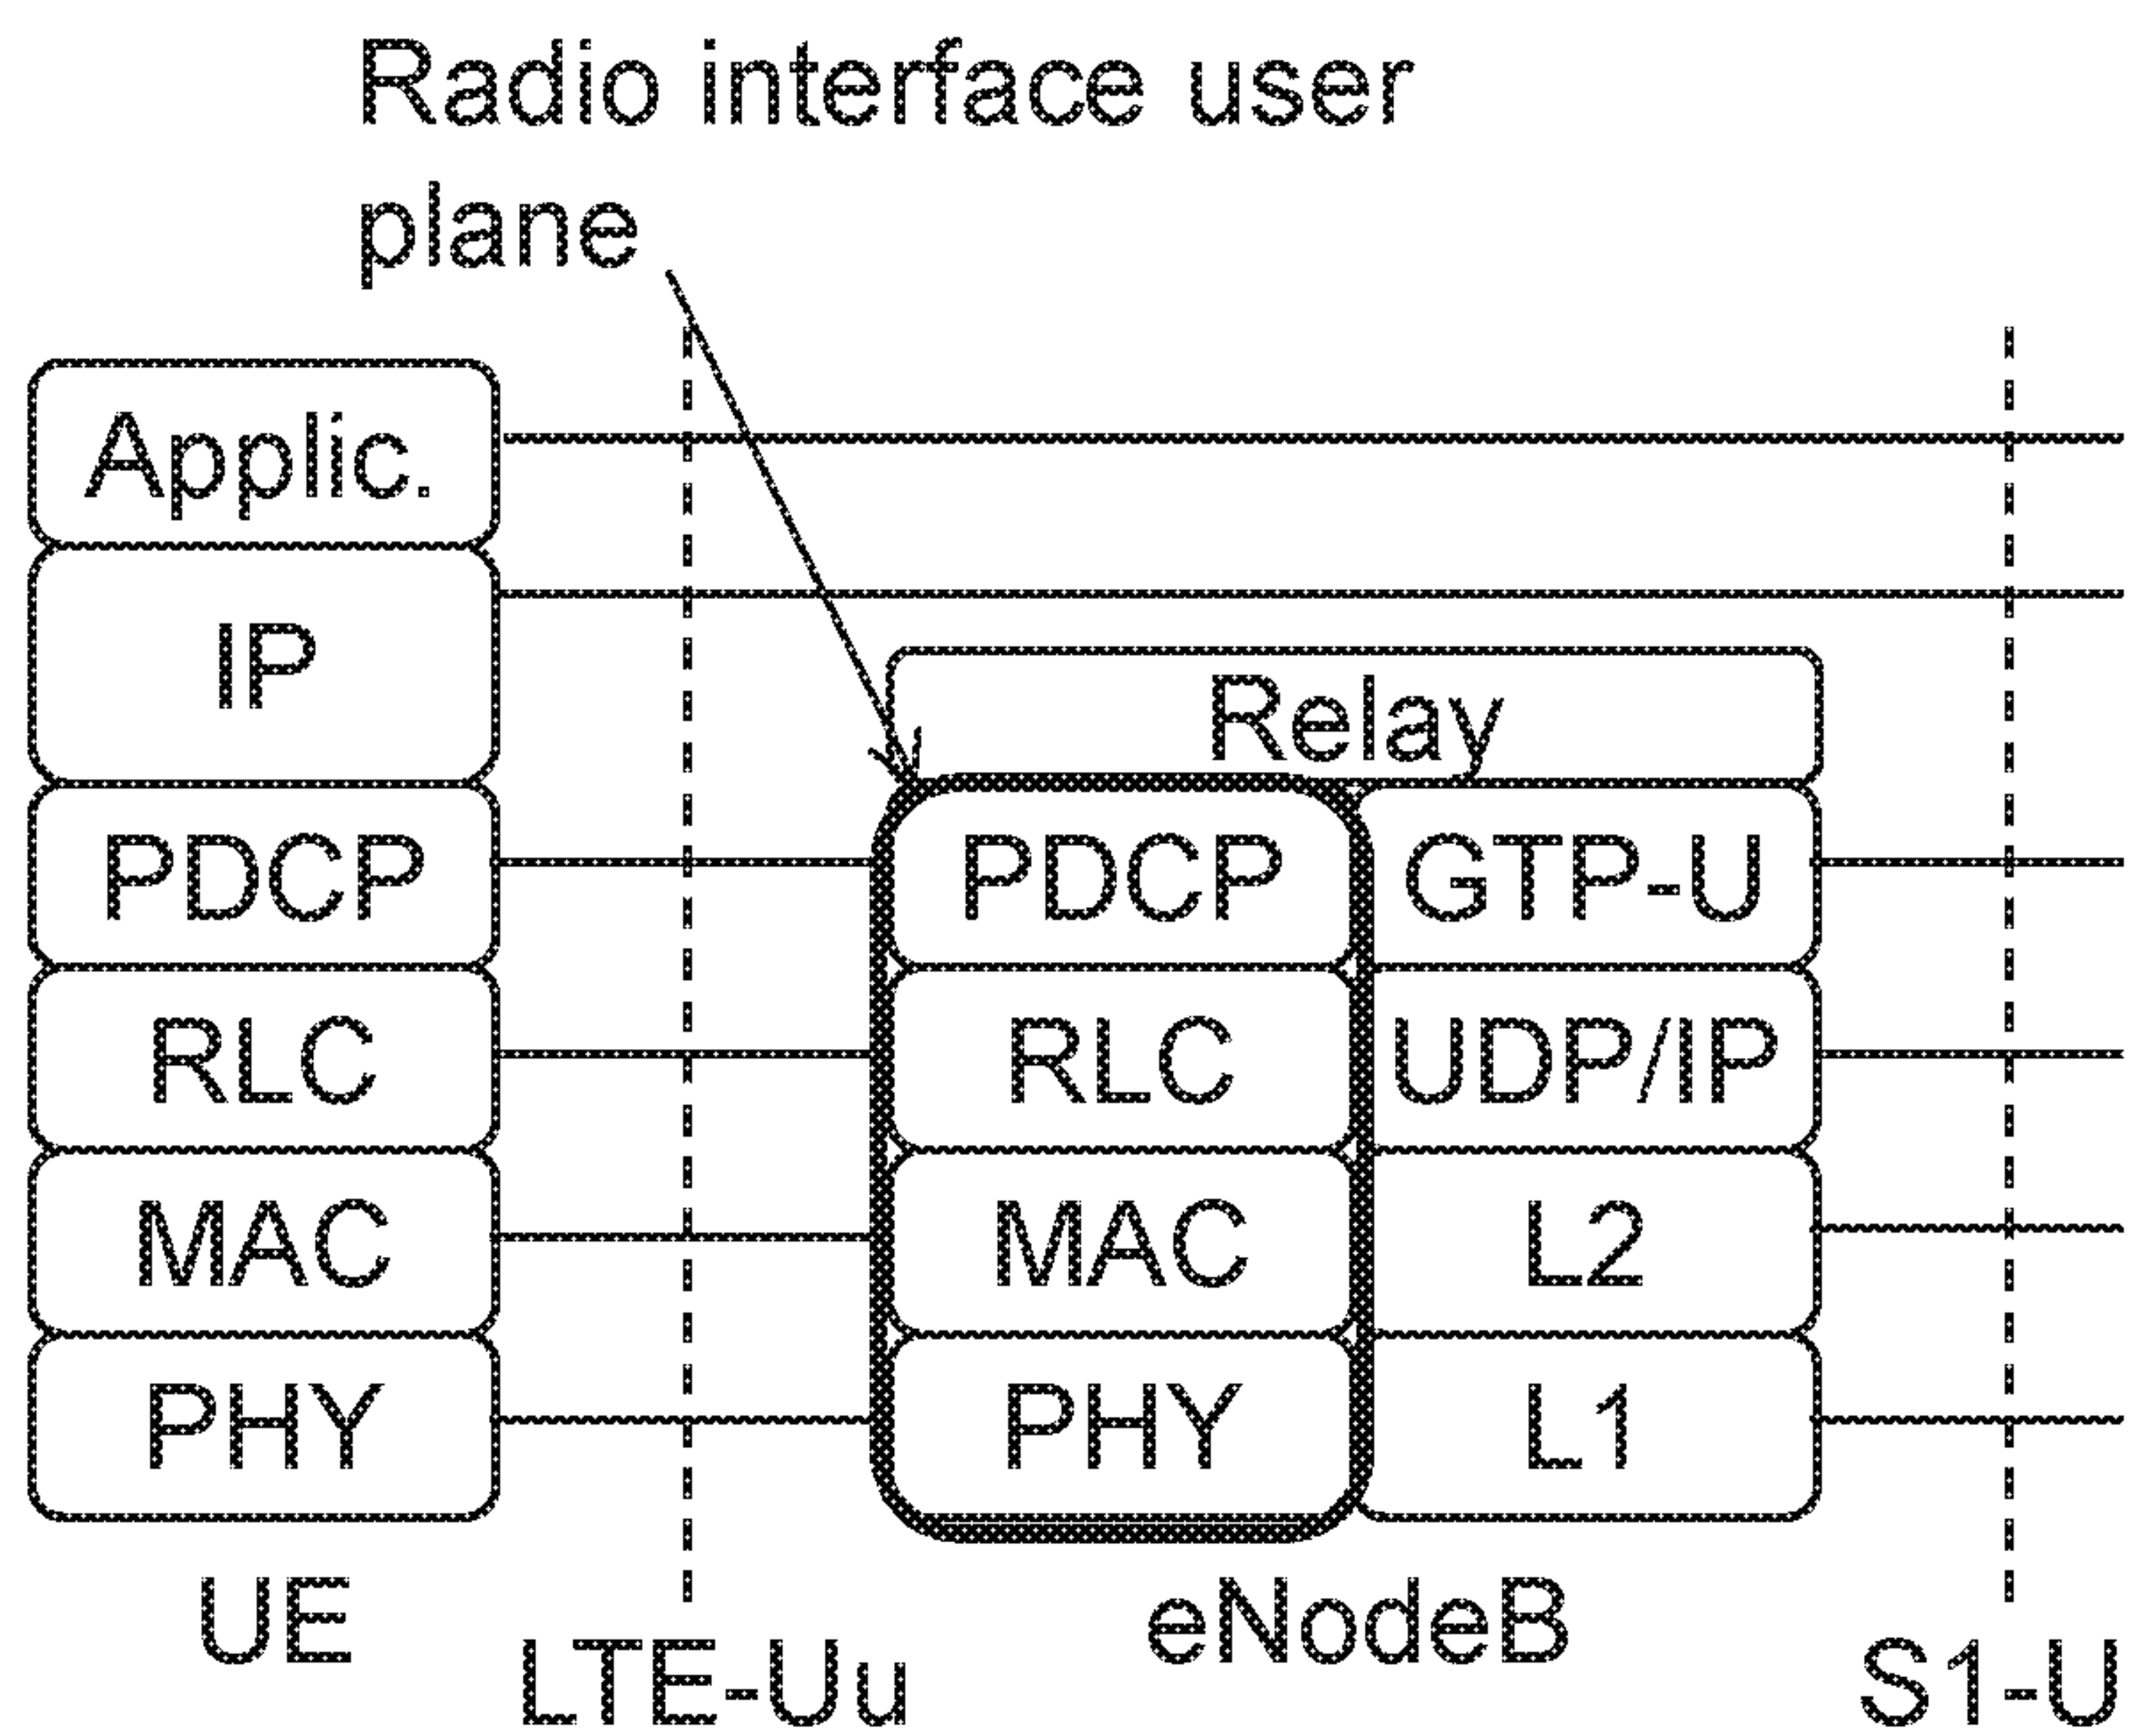 Radio interface user
plane
Applic.
IP
Relay
PDCP
PDCP
GTP-U
RLC
RLC
UDP/IP
MAC
MAC
L2
PHY
PHY
L1
UE
eNodeB
LTE-Uu
S1-U